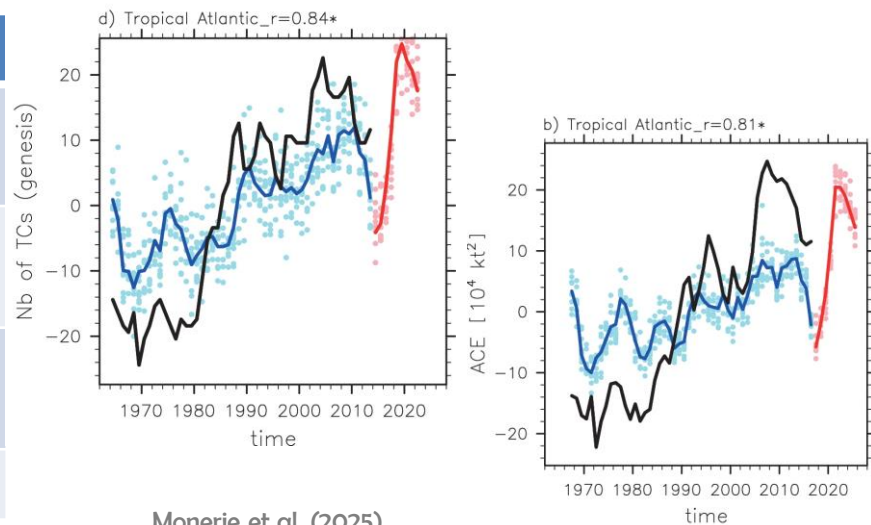 d) Tropical Atlantic_r=0.84*
Nb of TCs (genesis)
20
10
0
-10
-20
1970 1980 1990 2000 2010 2020
time
b) Tropical Atlantic_r=0.81*
ACE [10⁴ kt²]
20
10
0
-10
-20
1970 1980 1990 2000 2010 2020
time
Monerie et al. (2025)